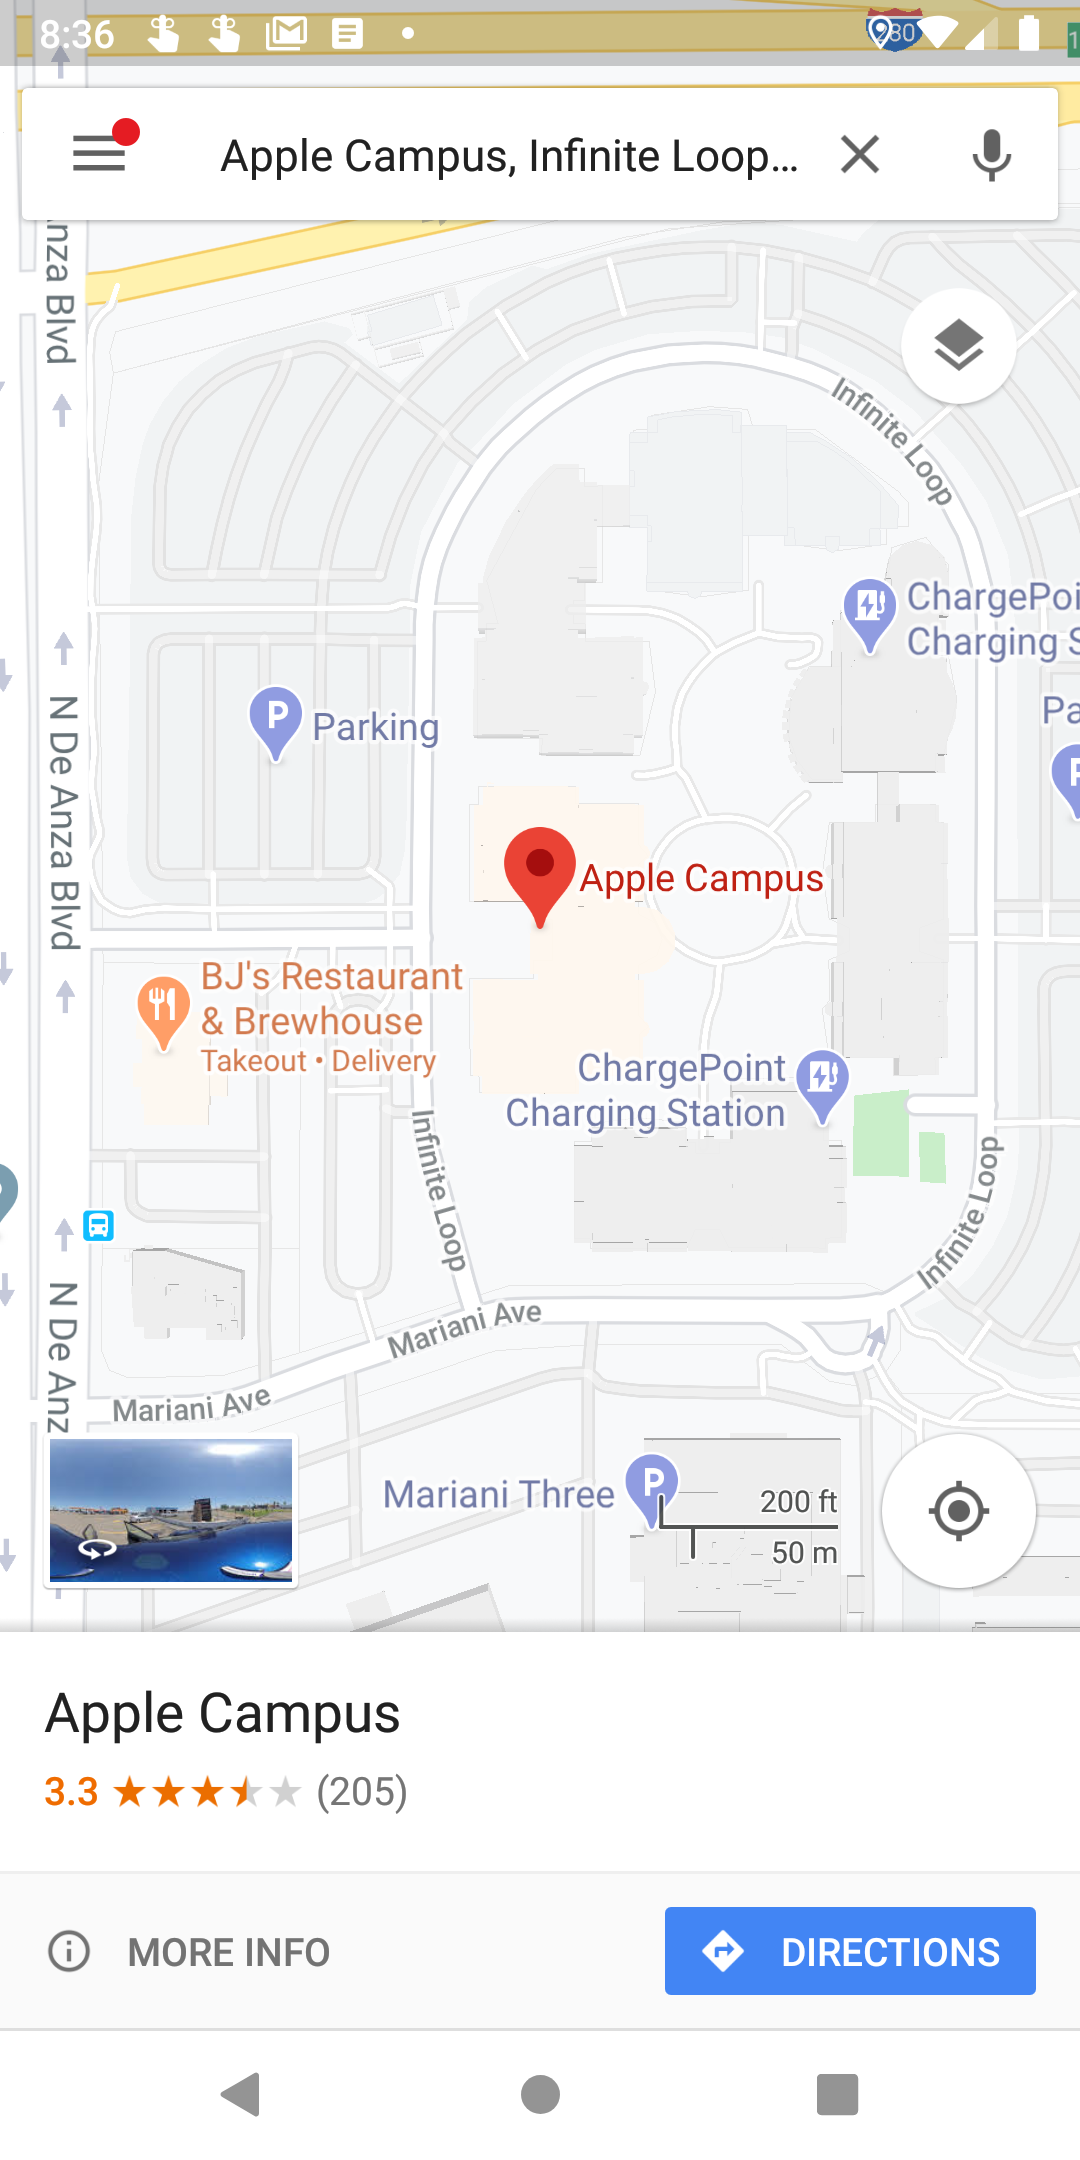 8:36
280
1
Apple Campus, Infinite Loop...
nza Blvd
Infinite Loop
ChargePoi
Charging S
N De Anza Blvd
P Parking
Pa
P
Apple Campus
BJ's Restaurant
& Brewhouse
Takeout • Delivery
ChargePoint
Charging Station
Infinite Loop
Infinite Loop
N De Anz
Mariani Ave
Mariani Ave
Mariani Three P
200 ft
50 m
Apple Campus
3.3 (205)
MORE INFO
DIRECTIONS